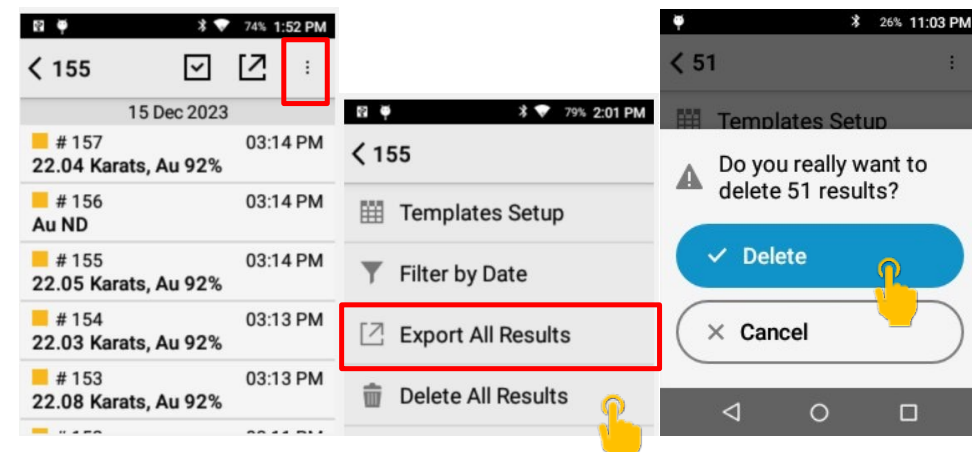 74% 1:52 PM
155
15 Dec 2023
# 157 03:14 PM
22.04 Karats, Au 92%
# 156 03:14 PM
Au ND
# 155 03:14 PM
22.05 Karats, Au 92%
# 154 03:13 PM
22.03 Karats, Au 92%
# 153 03:13 PM
22.08 Karats, Au 92%
79% 2:01 PM
155
Templates Setup
Filter by Date
Export All Results
Delete All Results
26% 11:03 PM
51
Templates Setup
Do you really want to
delete 51 results?
Delete
Cancel